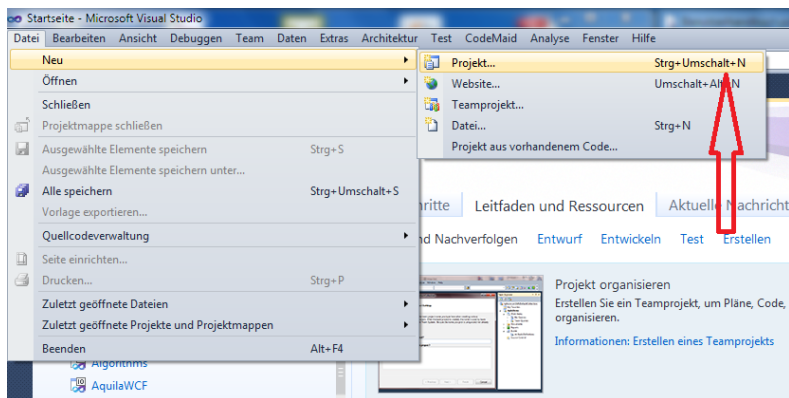 Startseite - Microsoft Visual Studio
Datei Bearbeiten Ansicht Debuggen Team Daten Extras Architektur Test CodeMaid Analyse Fenster Hilfe
Neu
Öffnen
Schließen
Projektmappe schließen
Ausgewählte Elemente speichern Strg+S
Ausgewählte Elemente speichern unter...
Alle speichern Strg+Umschalt+S
Vorlage exportieren...
Quellcodeverwaltung
Seite einrichten...
Drucken... Strg+P
Zuletzt geöffnete Dateien
Zuletzt geöffnete Projekte und Projektmappen
Beenden Alt+F4
Projekt... Strg+Umschalt+N
Website... Umschalt+Alt+N
Teamprojekt...
Datei... Strg+N
Projekt aus vorhandenem Code...
Leitfaden und Ressourcen Aktuelle Nachricht
Nachverfolgen Entwurf Entwickeln Test Erstellen
Projekt organisieren
Erstellen Sie ein Teamprojekt, um Pläne, Code,
organisieren.
Informationen: Erstellen eines Teamprojekts
Algorithms
AquilaWCF